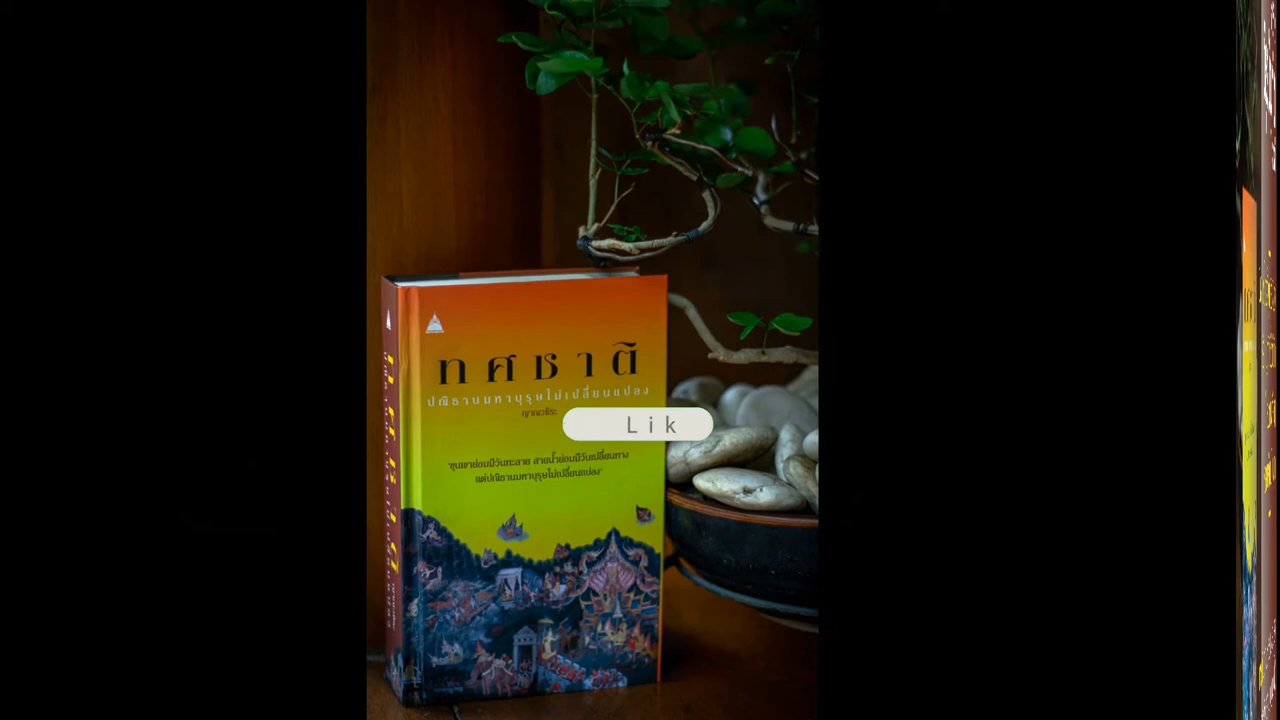 ทศชาติ
ปณิธานมหาบุรุษไม่เปลี่ยนแปลง
ญาณวชิระ
Lik
"ขุนเขาย่อมมีวันทะลาย สายน้ำย่อมมีวันเปลี่ยนทาง
แต่ปณิธานมหาบุรุษไม่เปลี่ยนแปลง"